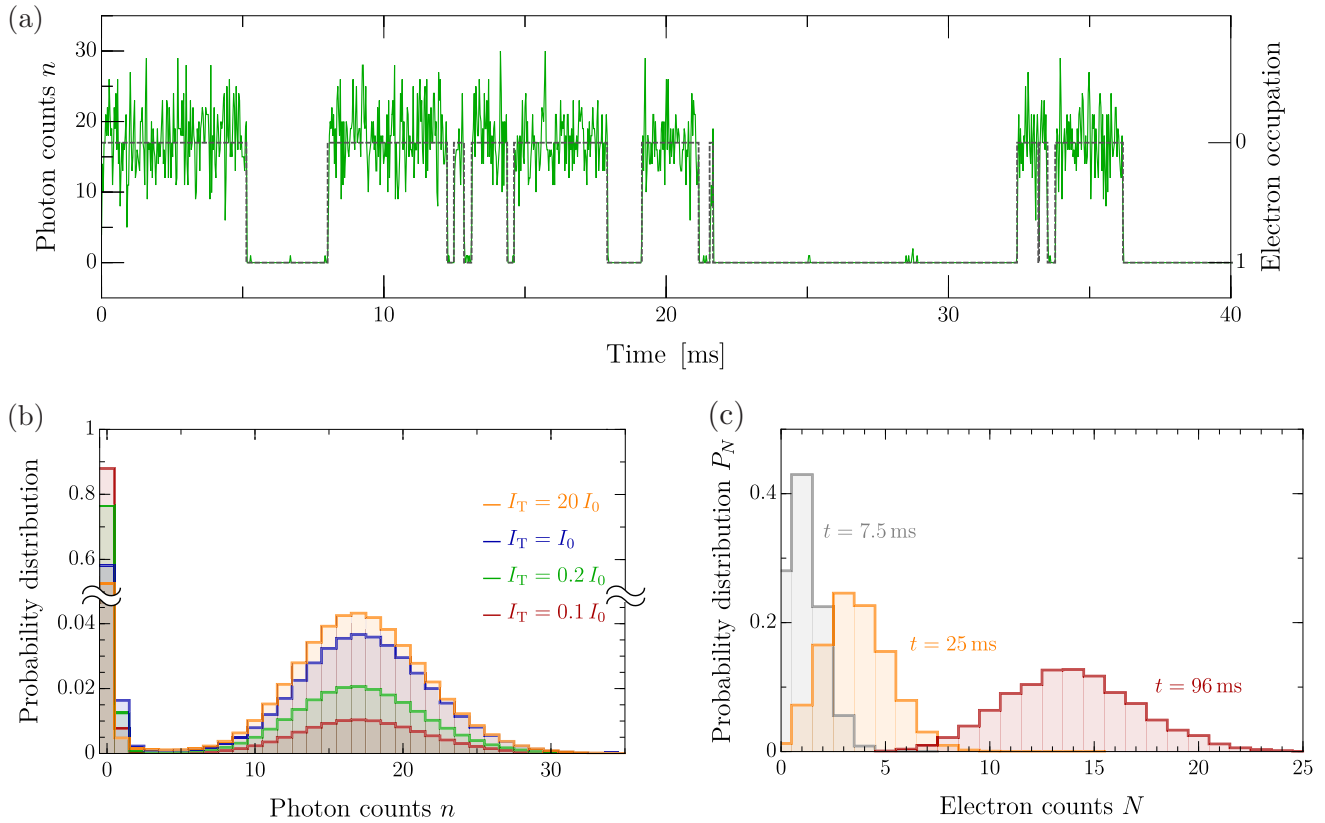 (a)
Photon counts n
30
20
10
0
0
1
Electron occupation
0
10
20
30
40
Time [ms]
(b)
Probability distribution
1
0.8
0.6
0.04
0.02
0
I_T = 20 I_0
I_T = I_0
I_T = 0.2 I_0
I_T = 0.1 I_0
0
10
20
30
Photon counts n
(c)
Probability distribution P_N
0.4
0.2
0
t = 7.5 ms
t = 25 ms
t = 96 ms
0
5
10
15
20
25
Electron counts N